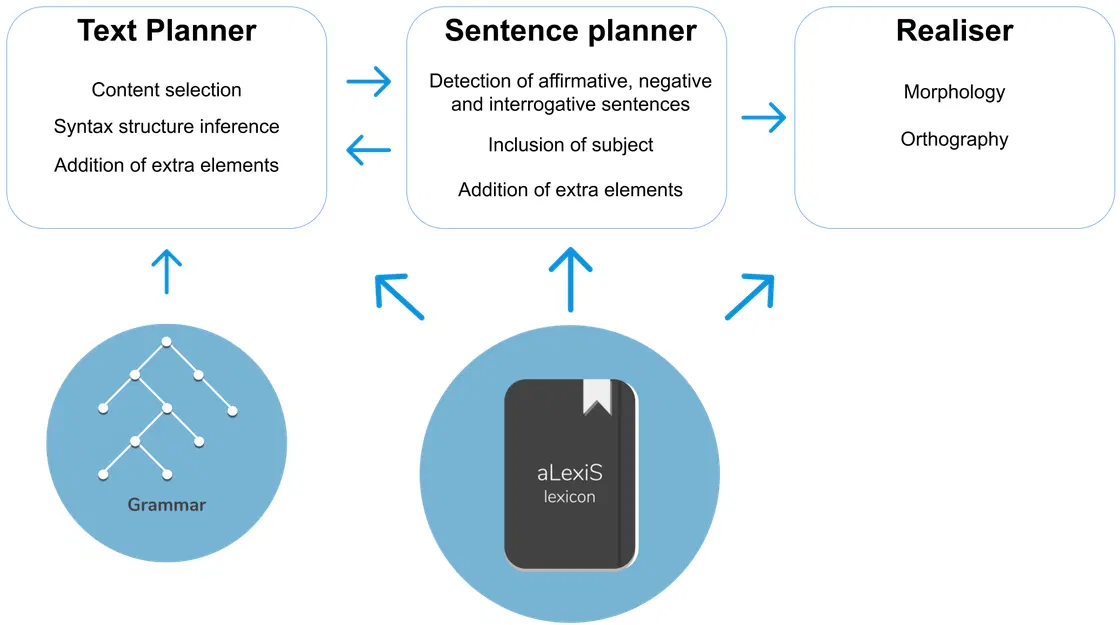 Text Planner
Content selection
Syntax structure inference
Addition of extra elements
Sentence planner
Detection of affirmative, negative
and interrogative sentences
Inclusion of subject
Addition of extra elements
Realiser
Morphology
Orthography
Grammar
aLexiS
lexicon